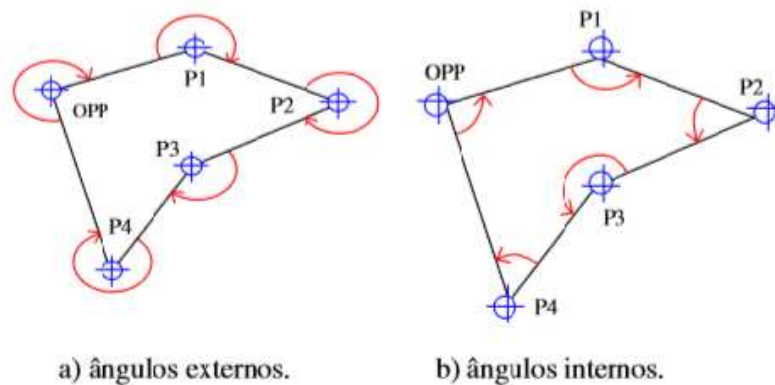 P1
OPP
P2
P3
P4
a) ângulos externos.
P1
OPP
P2
P3
P4
b) ângulos internos.